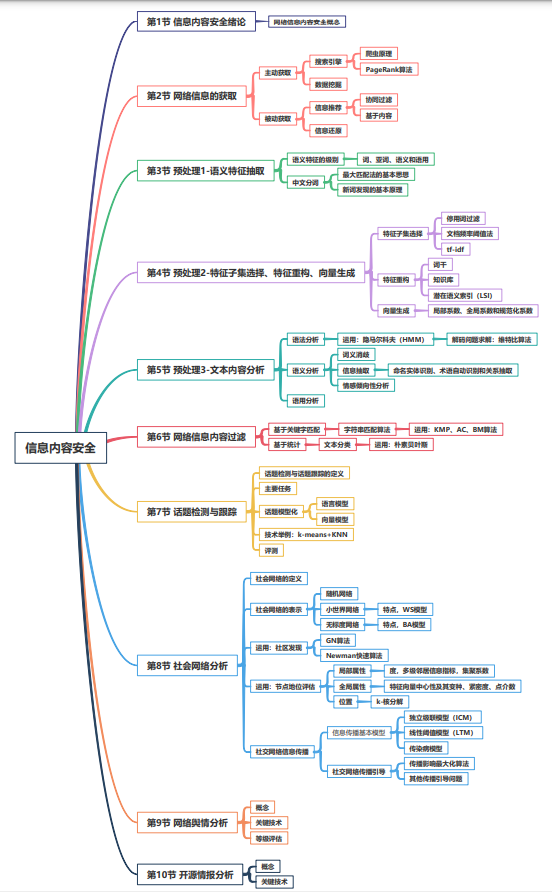 第1节 信息内容安全绪论
网络信息内容安全概念
第2节 网络信息的获取
主动获取
搜索引擎
爬虫原理
PageRank算法
数据挖掘
被动获取
信息推荐
协同过滤
基于内容
信息还原
第3节 预处理1-语义特征抽取
语义特征的级别
词、亚词、语义和语用
中文分词
最大匹配法的基本思想
新词发现的基本原理
第4节 预处理2-特征子集选择、特征重构、向量生成
特征子集选择
停用词过滤
文档频率阈值法
tf-idf
特征重构
词干
知识库
潜在语义索引（LSI）
向量生成
局部系数、全局系数和规范化系数
第5节 预处理3-文本内容分析
语法分析
运用：隐马尔科夫（HMM）
解码问题求解：维特比算法
语义分析
词义消歧
信息抽取
命名实体识别、术语自动识别和关系抽取
情感倾向性分析
语用分析
信息内容安全
第6节 网络信息内容过滤
基于关键字匹配
字符串匹配算法
运用：KMP、AC、BM算法
基于统计
文本分类
运用：朴素贝叶斯
第7节 话题检测与跟踪
话题检测与话题跟踪的定义
主要任务
话题模型化
语言模型
向量模型
技术举例：k-means+KNN
评测
第8节 社会网络分析
社会网络的定义
社会网络的表示
随机网络
小世界网络
特点，WS模型
无标度网络
特点，BA模型
运用：社区发现
GN算法
Newman快速算法
运用：节点地位评估
局部属性
度、多级邻居信息指标，集聚系数
全局属性
特征向量中心性及其变种、紧密度、点介数
位置
k-核分解
社交网络信息传播
信息传播基本模型
独立级联模型（ICM）
线性阈值模型（LTM）
传染病模型
社交网络传播引导
传播影响最大化算法
其他传播引导问题
第9节 网络舆情分析
概念
关键技术
等级评估
第10节 开源情报分析
概念
关键技术